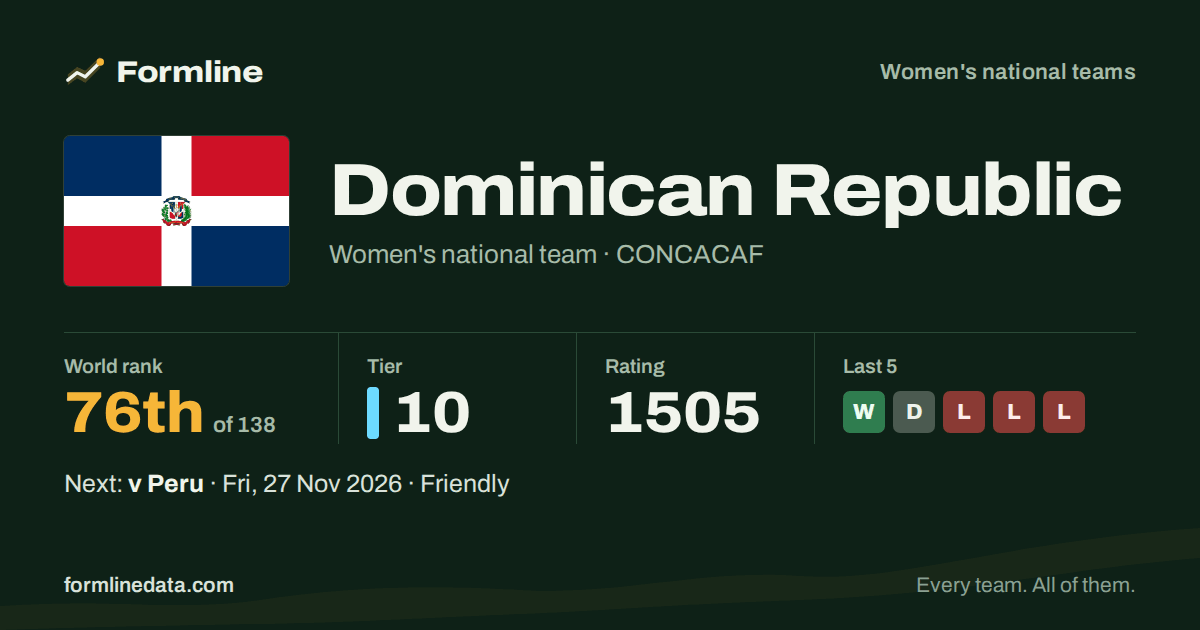 Formline
Women's national teams
Dominican Republic
Women's national team · CONCACAF
World rank
76th of 138
Tier
10
Rating
1505
Last 5
W D L L L
Next: v Peru · Fri, 27 Nov 2026 · Friendly
formlinedata.com
Every team. All of them.